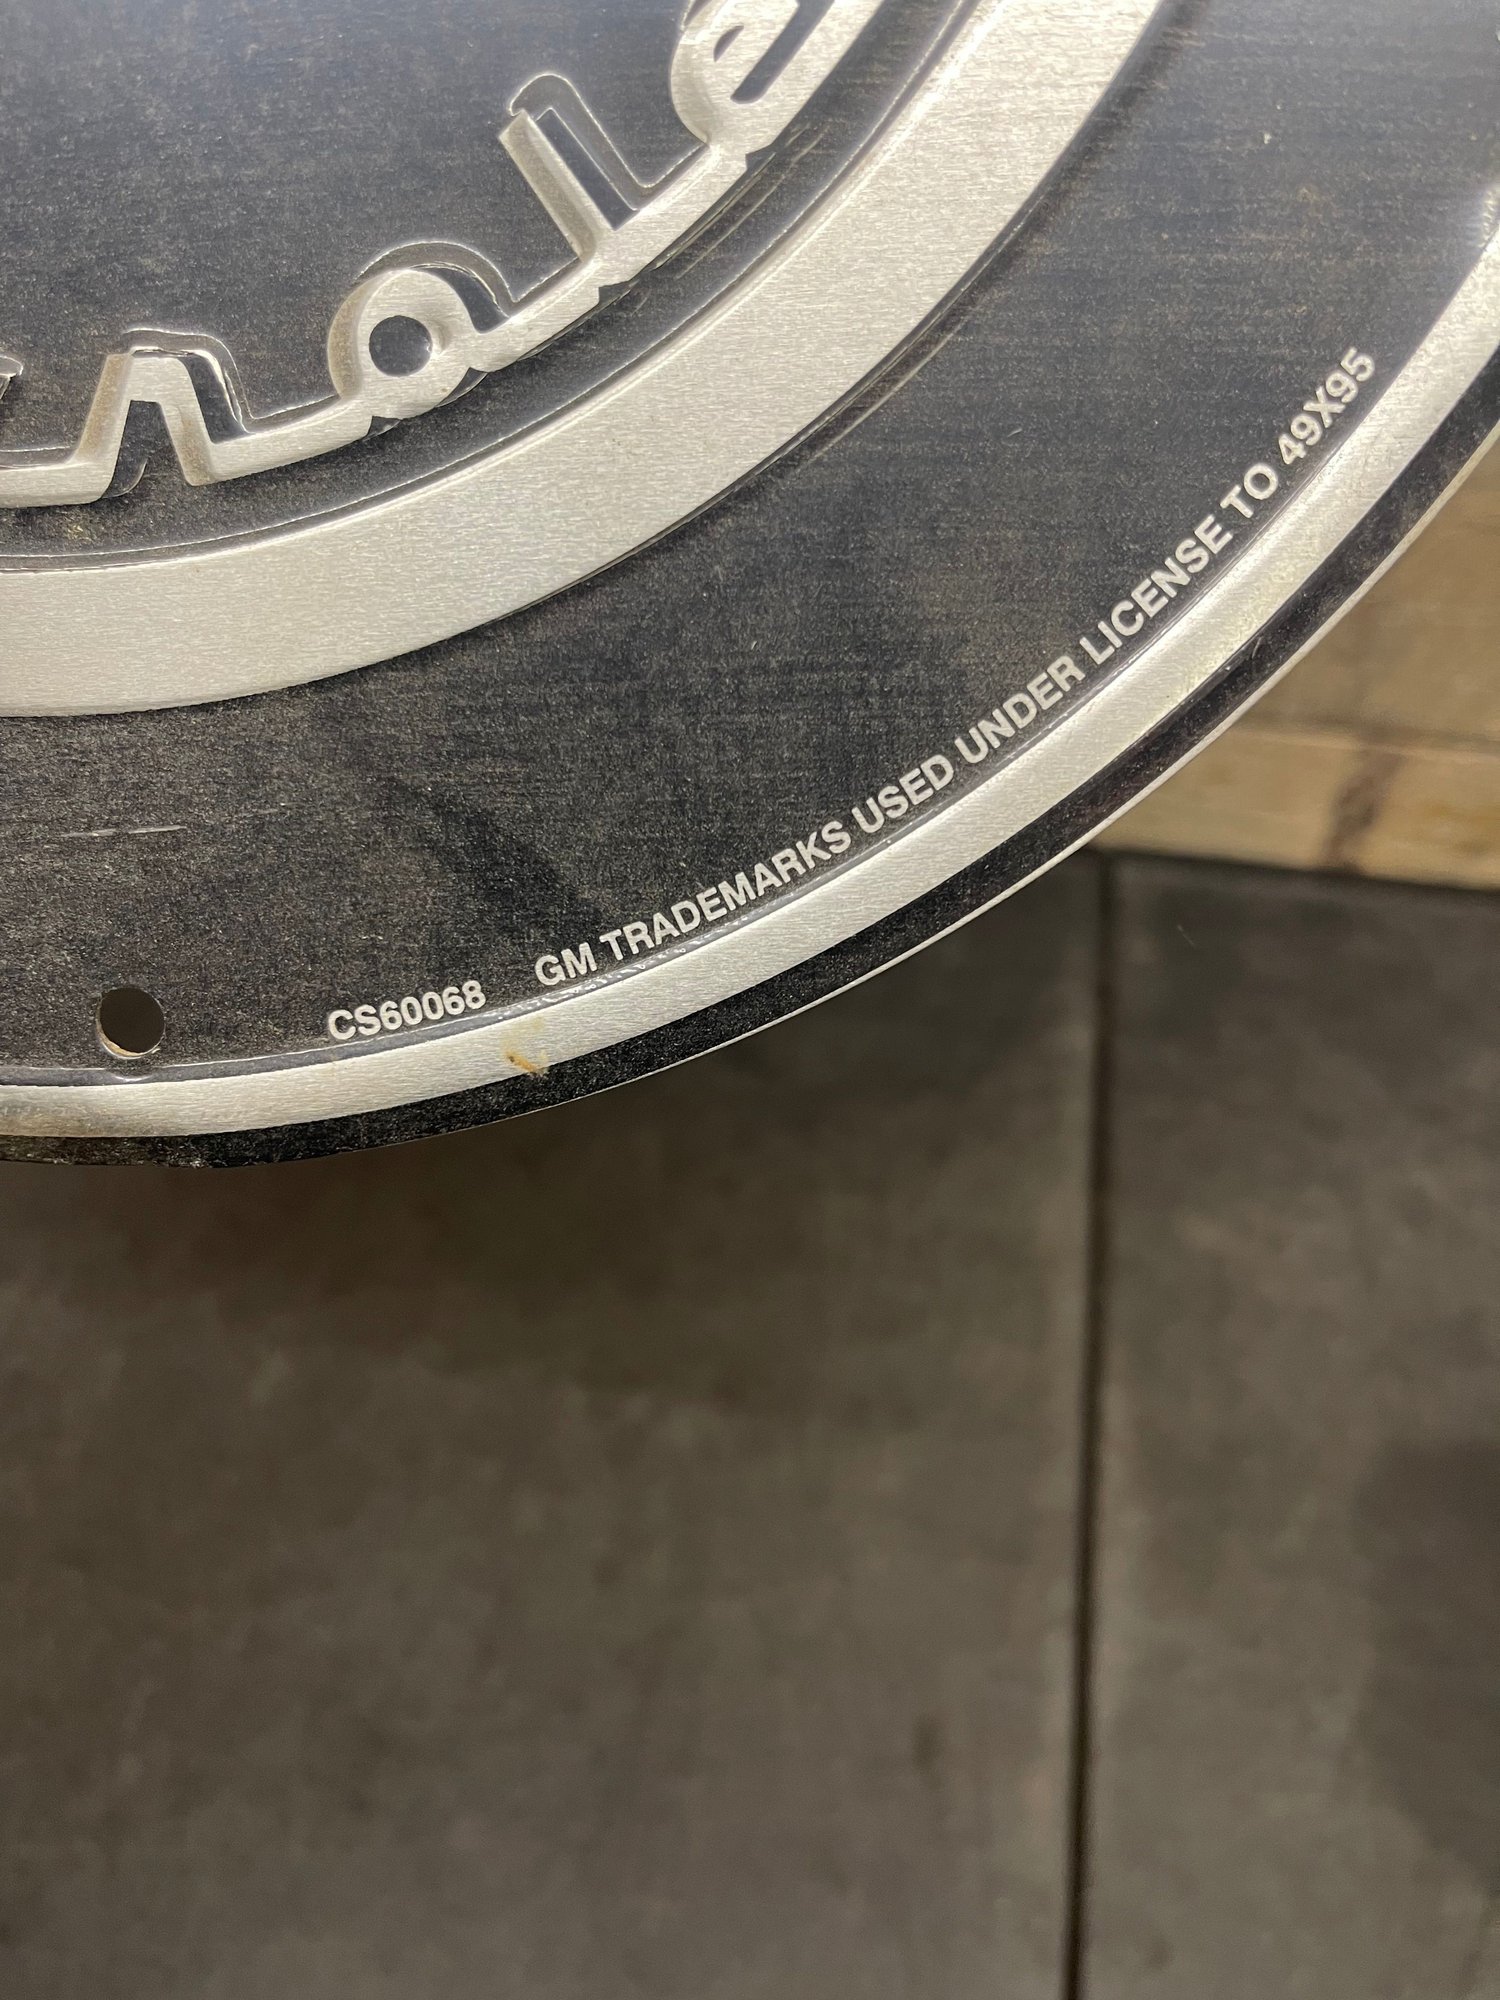 CS60068 GM TRADEMARKS USED UNDER LICENSE TO 49X95